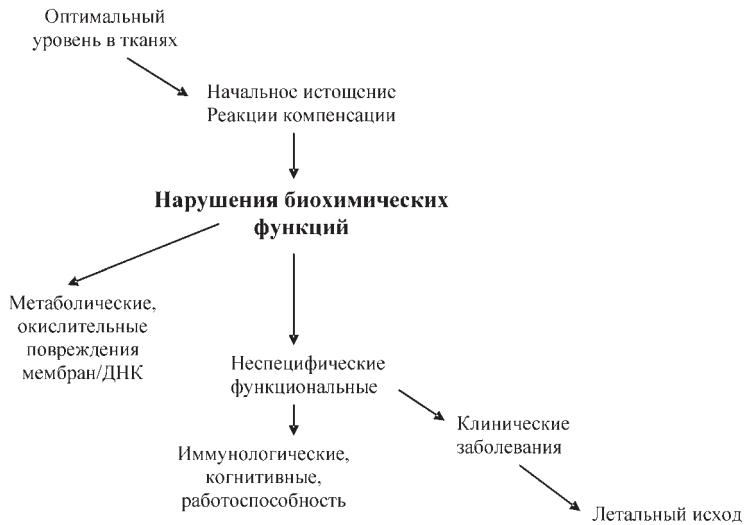 Оптимальный
уровень в тканях
Начальное истощение
Реакции компенсации
Нарушения биохимических
функций
Метаболические,
окислительные
повреждения
мембран/ДНК
Неспецифические
функциональные
Клинические
заболевания
Иммунологические,
когнитивные,
работоспособность
Летальный исход